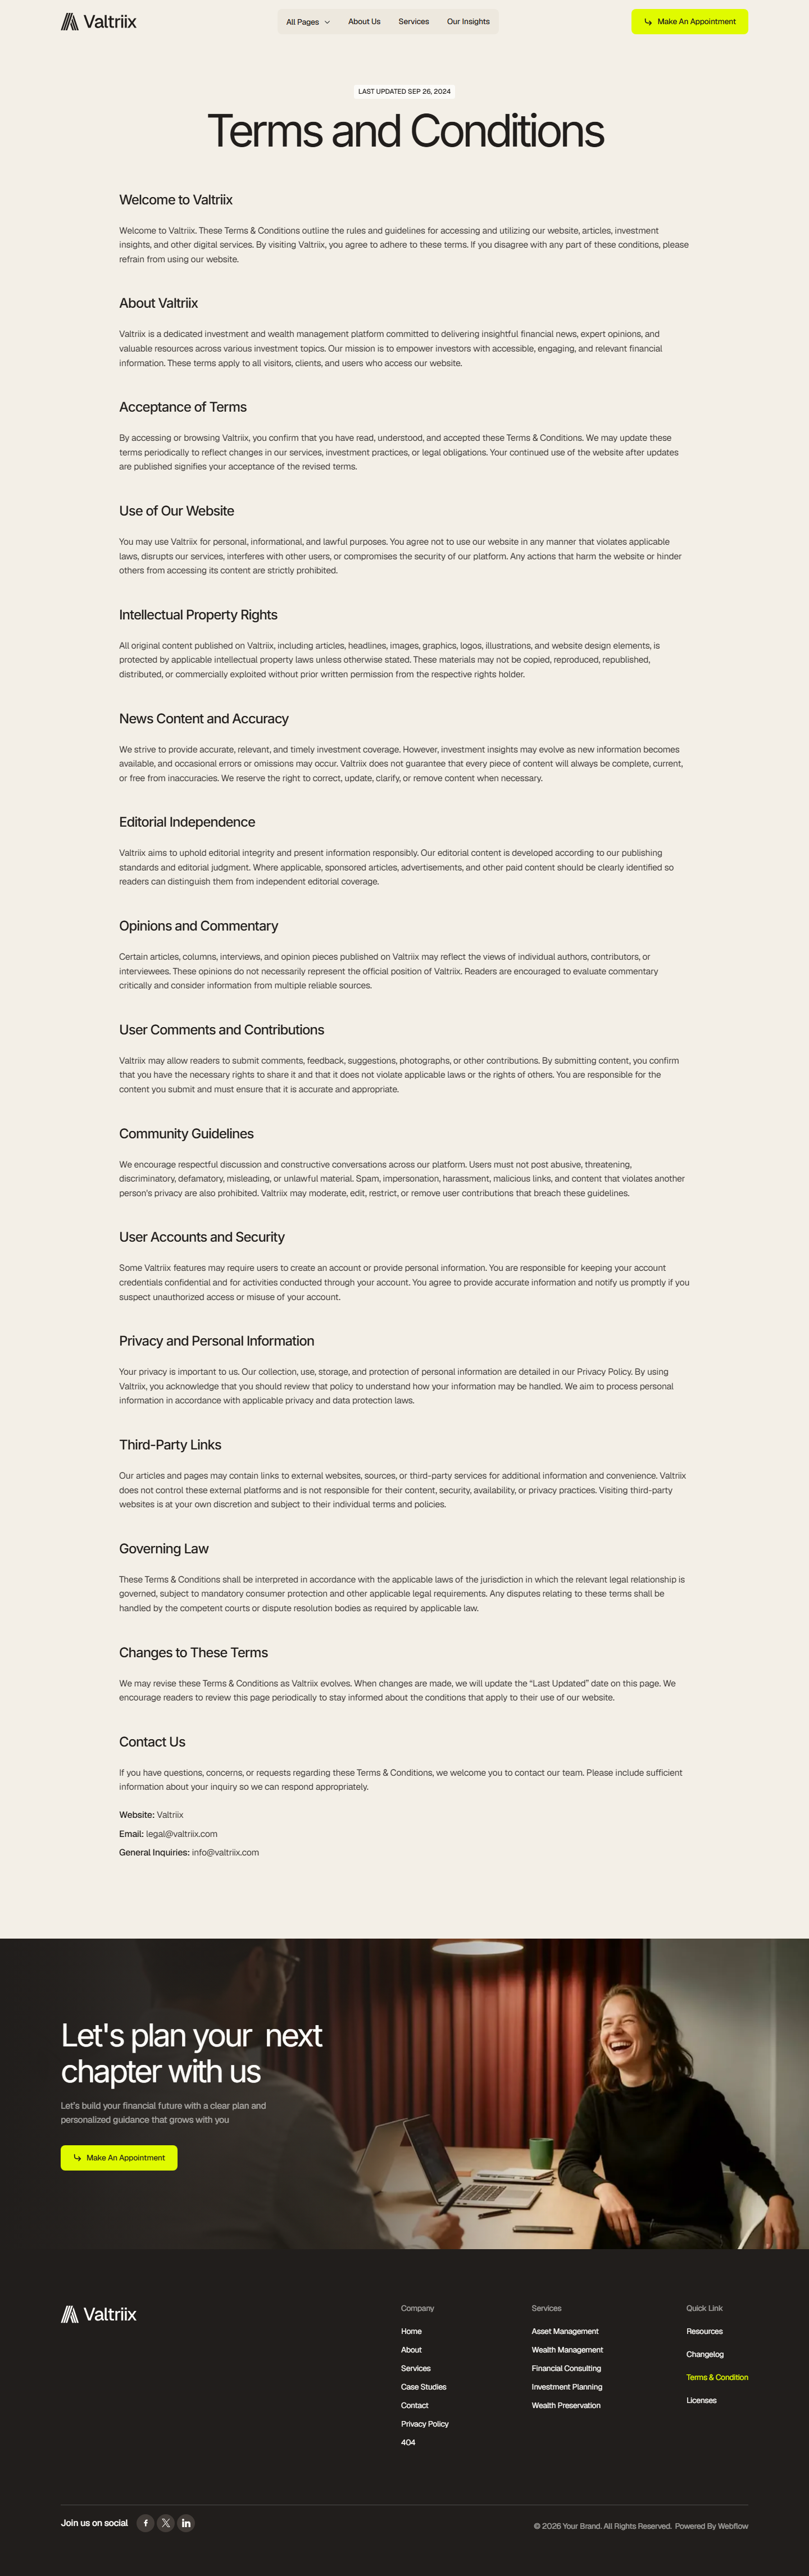 Valtriix
All Pages
About Us
Services
Our Insights
Make An Appointment
LAST UPDATED SEP 26, 2024
Terms and Conditions
Welcome to Valtriix
Welcome to Valtriix. These Terms & Conditions outline the rules and guidelines for accessing and utilizing our website, articles, investment
insights, and other digital services. By visiting Valtriix, you agree to adhere to these terms. If you disagree with any part of these conditions, please
refrain from using our website.
About Valtriix
Valtriix is a dedicated investment and wealth management platform committed to delivering insightful financial news, expert opinions, and
valuable resources across various investment topics. Our mission is to empower investors with accessible, engaging, and relevant financial
information. These terms apply to all visitors, clients, and users who access our website.
Acceptance of Terms
By accessing or browsing Valtriix, you confirm that you have read, understood, and accepted these Terms & Conditions. We may update these
terms periodically to reflect changes in our services, investment practices, or legal obligations. Your continued use of the website after updates
are published signifies your acceptance of the revised terms.
Use of Our Website
You may use Valtriix for personal, informational, and lawful purposes. You agree not to use our website in any manner that violates applicable
laws, disrupts our services, interferes with other users, or compromises the security of our platform. Any actions that harm the website or hinder
others from accessing its content are strictly prohibited.
Intellectual Property Rights
All original content published on Valtriix, including articles, headlines, images, graphics, logos, illustrations, and website design elements, is
protected by applicable intellectual property laws unless otherwise stated. These materials may not be copied, reproduced, republished,
distributed, or commercially exploited without prior written permission from the respective rights holder.
News Content and Accuracy
We strive to provide accurate, relevant, and timely investment coverage. However, investment insights may evolve as new information becomes
available, and occasional errors or omissions may occur. Valtriix does not guarantee that every piece of content will always be complete, current,
or free from inaccuracies. We reserve the right to correct, update, clarify, or remove content when necessary.
Editorial Independence
Valtriix aims to uphold editorial integrity and present information responsibly. Our editorial content is developed according to our publishing
standards and editorial judgment. Where applicable, sponsored articles, advertisements, and other paid content should be clearly identified so
readers can distinguish them from independent editorial coverage.
Opinions and Commentary
Certain articles, columns, interviews, and opinion pieces published on Valtriix may reflect the views of individual authors, contributors, or
interviewees. These opinions do not necessarily represent the official position of Valtriix. Readers are encouraged to evaluate commentary
critically and consider information from multiple reliable sources.
User Comments and Contributions
Valtriix may allow readers to submit comments, feedback, suggestions, photographs, or other contributions. By submitting content, you confirm
that you have the necessary rights to share it and that it does not violate applicable laws or the rights of others. You are responsible for the
content you submit and must ensure that it is accurate and appropriate.
Community Guidelines
We encourage respectful discussion and constructive conversations across our platform. Users must not post abusive, threatening,
discriminatory, defamatory, misleading, or unlawful material. Spam, impersonation, harassment, malicious links, and content that violates another
person's privacy are also prohibited. Valtriix may moderate, edit, restrict, or remove user contributions that breach these guidelines.
User Accounts and Security
Some Valtriix features may require users to create an account or provide personal information. You are responsible for keeping your account
credentials confidential and for activities conducted through your account. You agree to provide accurate information and notify us promptly if you
suspect unauthorized access or misuse of your account.
Privacy and Personal Information
Your privacy is important to us. Our collection, use, storage, and protection of personal information are detailed in our Privacy Policy. By using
Valtriix, you acknowledge that you should review that policy to understand how your information may be handled. We aim to process personal
information in accordance with applicable privacy and data protection laws.
Third-Party Links
Our articles and pages may contain links to external websites, sources, or third-party services for additional information and convenience. Valtriix
does not control these external platforms and is not responsible for their content, security, availability, or privacy practices. Visiting third-party
websites is at your own discretion and subject to their individual terms and policies.
Governing Law
These Terms & Conditions shall be interpreted in accordance with the applicable laws of the jurisdiction in which the relevant legal relationship is
governed, subject to mandatory consumer protection and other applicable legal requirements. Any disputes relating to these terms shall be
handled by the competent courts or dispute resolution bodies as required by applicable law.
Changes to These Terms
We may revise these Terms & Conditions as Valtriix evolves. When changes are made, we will update the “Last Updated” date on this page. We
encourage readers to review this page periodically to stay informed about the conditions that apply to their use of our website.
Contact Us
If you have questions, concerns, or requests regarding these Terms & Conditions, we welcome you to contact our team. Please include sufficient
information about your inquiry so we can respond appropriately.
Website: Valtriix
Email: legal@valtriix.com
General Inquiries: info@valtriix.com
Let's plan your next
chapter with us
Let's build your financial future with a clear plan and
personalized guidance that grows with you
Make An Appointment
Valtriix
Company
Home
About
Services
Case Studies
Contact
Privacy Policy
404
Services
Asset Management
Wealth Management
Financial Consulting
Investment Planning
Wealth Preservation
Quick Link
Resources
Changelog
Terms & Condition
Licenses
Join us on social
© 2026 Your Brand. All Rights Reserved. Powered By Webflow